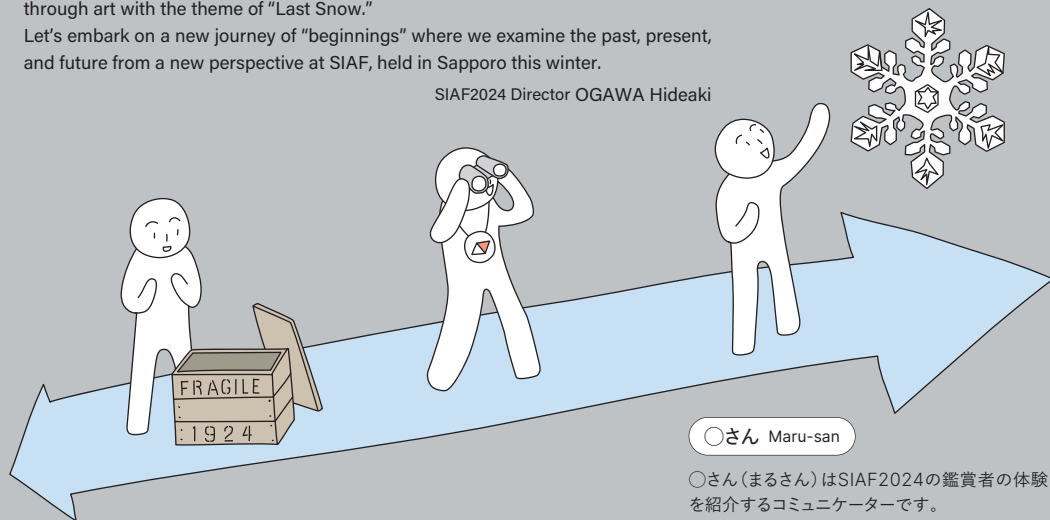 through art with the theme of “Last Snow.”
Let’s embark on a new journey of “beginnings” where we examine the past, present,
and future from a new perspective at SIAF, held in Sapporo this winter.
SIAF2024 Director OGAWA Hideaki
FRAGILE
1924
○さん Maru-san
○さん（まるさん）はSIAF2024の鑑賞者の体験
を紹介するコミュニケーターです。